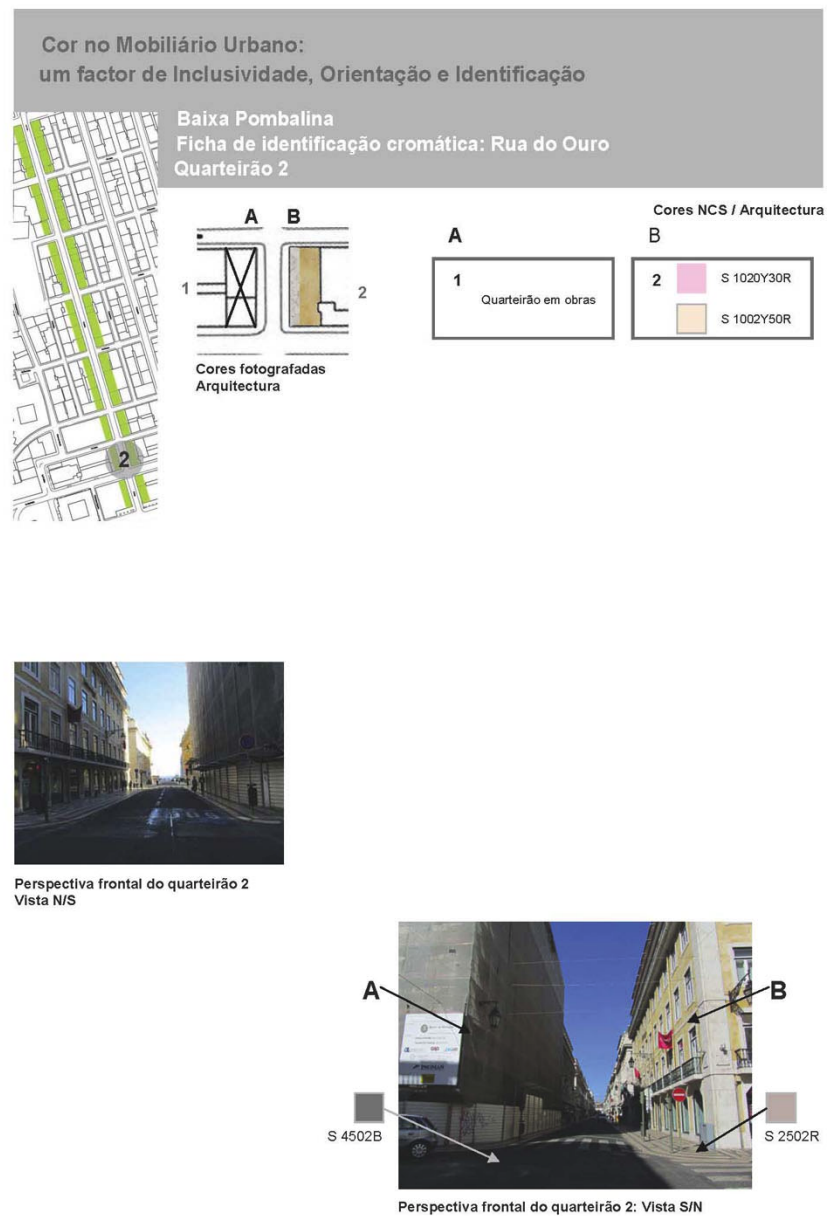 Cor no Mobiliário Urbano:
um factor de Inclusividade, Orientação e Identificação
Baixa Pombalina
Ficha de identificação cromática: Rua do Ouro
Quarteirão 2
2
A B
1
2
Cores fotografadas
Arquitectura
Cores NCS / Arquitectura
A
B
1
Quarteirão em obras
2
S 1020Y30R
S 1002Y50R
Perspectiva frontal do quarteirão 2
Vista N/S
A
B
S 4502B
S 2502R
Perspectiva frontal do quarteirão 2: Vista S/N